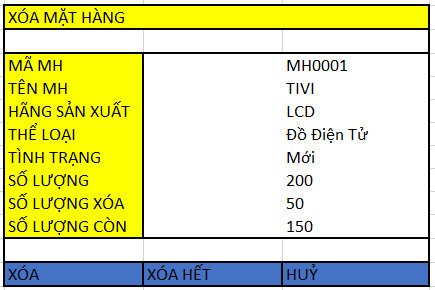 XÓA MẶT HÀNG
MÃ MH MH0001
TÊN MH TIVI
HÃNG SẢN XUẤT LCD
THỂ LOẠI Đồ Điện Tử
TÌNH TRẠNG Mới
SỐ LƯỢNG 200
SỐ LƯỢNG XÓA 50
SỐ LƯỢNG CÒN 150
XÓA XÓA HẾT HUỶ